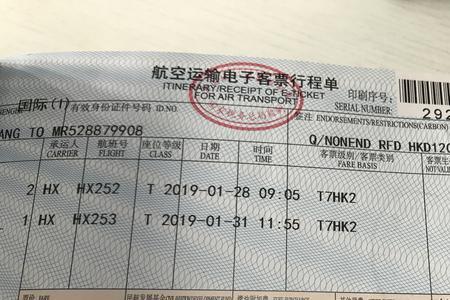 航空运输电子客票行程单
ITINERARY/RECEIPT OF E-TICKET
FOR AIR TRANSPORT
印刷序号:
SERIAL NUMBER:
292
国际(1) 有效身份证件号码 ID.NO. 签注 ENDORSEMENTS/RESTRICTIONS(CARBON)
ANG TO MR528879908 Q/NONEND RFD HKD120
承运人 航班号 座位等级 日期 时间 客票级别/客票类别
CARRIER FLIGHT CLASS DATE TIME FARE BASIS
2 HX HX252 T 2019-01-28 09:05 T7HK2
1 HX HX253 T 2019-01-31 11:55 T7HK2
票价 FARE